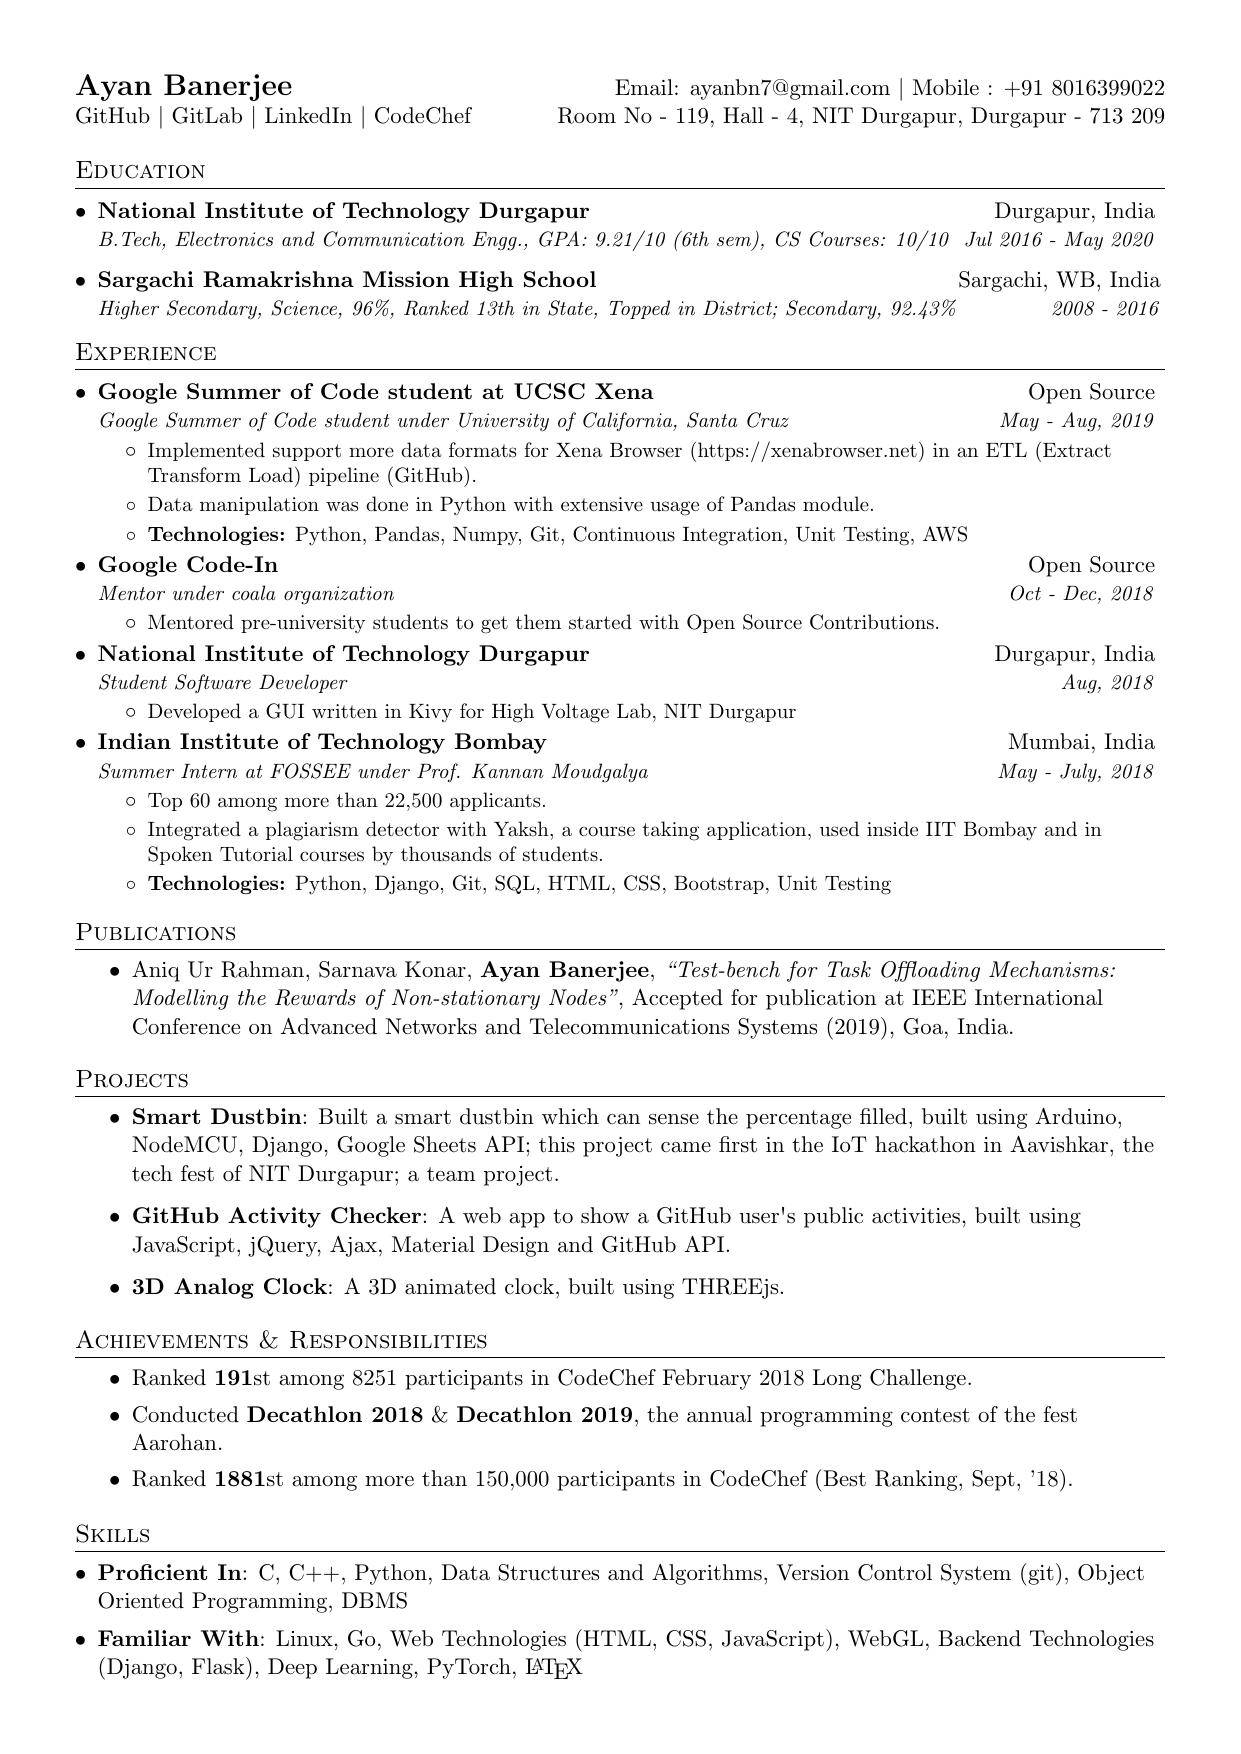 Ayan Banerjee Email: ayanbn7@gmail.com | Mobile : +91 8016399022
GitHub | GitLab | LinkedIn | CodeChef Room No - 119, Hall - 4, NIT Durgapur, Durgapur - 713 209
Education
• National Institute of Technology Durgapur Durgapur, India
B.Tech, Electronics and Communication Engg., GPA: 9.21/10 (6th sem), CS Courses: 10/10 Jul 2016 - May 2020
• Sargachi Ramakrishna Mission High School Sargachi, WB, India
Higher Secondary, Science, 96%, Ranked 13th in State, Topped in District; Secondary, 92.43% 2008 - 2016
Experience
• Google Summer of Code student at UCSC Xena Open Source
Google Summer of Code student under University of California, Santa Cruz May - Aug, 2019
◦ Implemented support more data formats for Xena Browser (https://xenabrowser.net) in an ETL (Extract
Transform Load) pipeline (GitHub).
◦ Data manipulation was done in Python with extensive usage of Pandas module.
◦ Technologies: Python, Pandas, Numpy, Git, Continuous Integration, Unit Testing, AWS
• Google Code-In Open Source
Mentor under coala organization Oct - Dec, 2018
◦ Mentored pre-university students to get them started with Open Source Contributions.
• National Institute of Technology Durgapur Durgapur, India
Student Software Developer Aug, 2018
◦ Developed a GUI written in Kivy for High Voltage Lab, NIT Durgapur
• Indian Institute of Technology Bombay Mumbai, India
Summer Intern at FOSSEE under Prof. Kannan Moudgalya May - July, 2018
◦ Top 60 among more than 22,500 applicants.
◦ Integrated a plagiarism detector with Yaksh, a course taking application, used inside IIT Bombay and in
Spoken Tutorial courses by thousands of students.
◦ Technologies: Python, Django, Git, SQL, HTML, CSS, Bootstrap, Unit Testing
Publications
• Aniq Ur Rahman, Sarnava Konar, Ayan Banerjee, “Test-bench for Task Offloading Mechanisms:
Modelling the Rewards of Non-stationary Nodes”, Accepted for publication at IEEE International
Conference on Advanced Networks and Telecommunications Systems (2019), Goa, India.
Projects
• Smart Dustbin: Built a smart dustbin which can sense the percentage filled, built using Arduino,
NodeMCU, Django, Google Sheets API; this project came first in the IoT hackathon in Aavishkar, the
tech fest of NIT Durgapur; a team project.
• GitHub Activity Checker: A web app to show a GitHub user's public activities, built using
JavaScript, jQuery, Ajax, Material Design and GitHub API.
• 3D Analog Clock: A 3D animated clock, built using THREEjs.
Achievements & Responsibilities
• Ranked 191st among 8251 participants in CodeChef February 2018 Long Challenge.
• Conducted Decathlon 2018 & Decathlon 2019, the annual programming contest of the fest
Aarohan.
• Ranked 1881st among more than 150,000 participants in CodeChef (Best Ranking, Sept, ’18).
Skills
• Proficient In: C, C++, Python, Data Structures and Algorithms, Version Control System (git), Object
Oriented Programming, DBMS
• Familiar With: Linux, Go, Web Technologies (HTML, CSS, JavaScript), WebGL, Backend Technologies
(Django, Flask), Deep Learning, PyTorch, LATEX